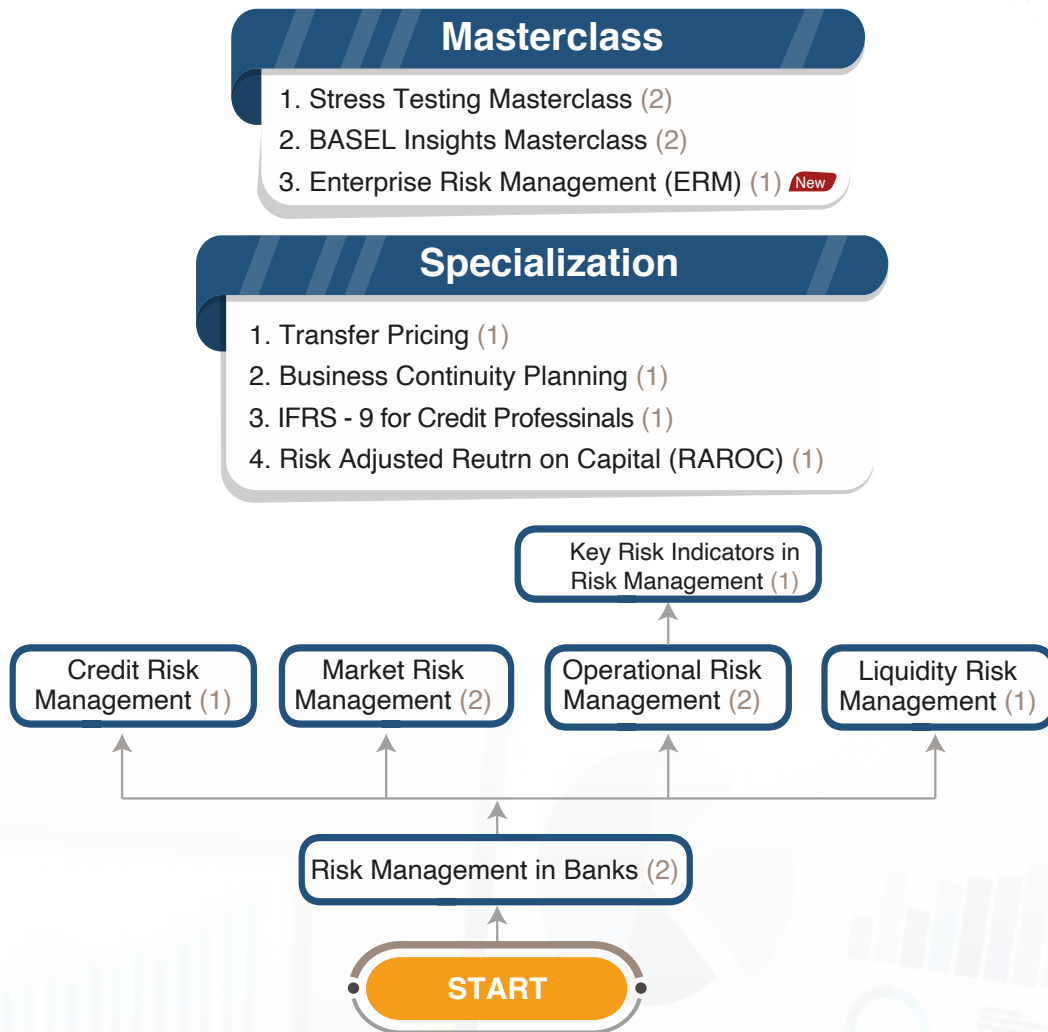 Masterclass
1. Stress Testing Masterclass (2)
2. BASEL Insights Masterclass (2)
3. Enterprise Risk Management (ERM) (1) New
Specialization
1. Transfer Pricing (1)
2. Business Continuity Planning (1)
3. IFRS - 9 for Credit Professinals (1)
4. Risk Adjusted Reutrn on Capital (RAROC) (1)
Key Risk Indicators in
Risk Management (1)
Credit Risk
Management (1)
Market Risk
Management (2)
Operational Risk
Management (2)
Liquidity Risk
Management (1)
Risk Management in Banks (2)
START